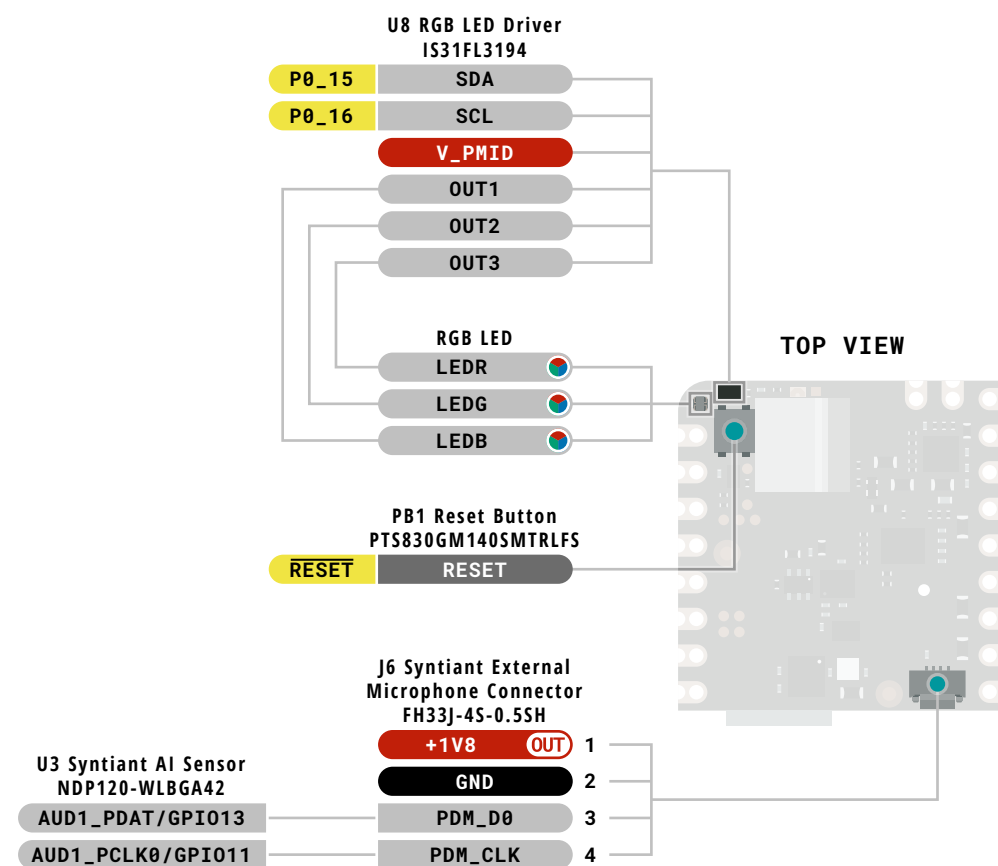 U8 RGB LED Driver
IS31FL3194
P0_15 SDA
P0_16 SCL
V_PMID
OUT1
OUT2
OUT3
RGB LED
LEDR
LEDG
LEDB
TOP VIEW
PB1 Reset Button
PTS830GM140SMTRLFS
RESET RESET
J6 Syntiant External
Microphone Connector
FH33J-4S-0.5SH
+1V8 OUT 1
GND 2
U3 Syntiant AI Sensor
NDP120-WLBGA42
AUD1_PDAT/GPIO13 PDM_D0 3
AUD1_PCLK0/GPIO11 PDM_CLK 4